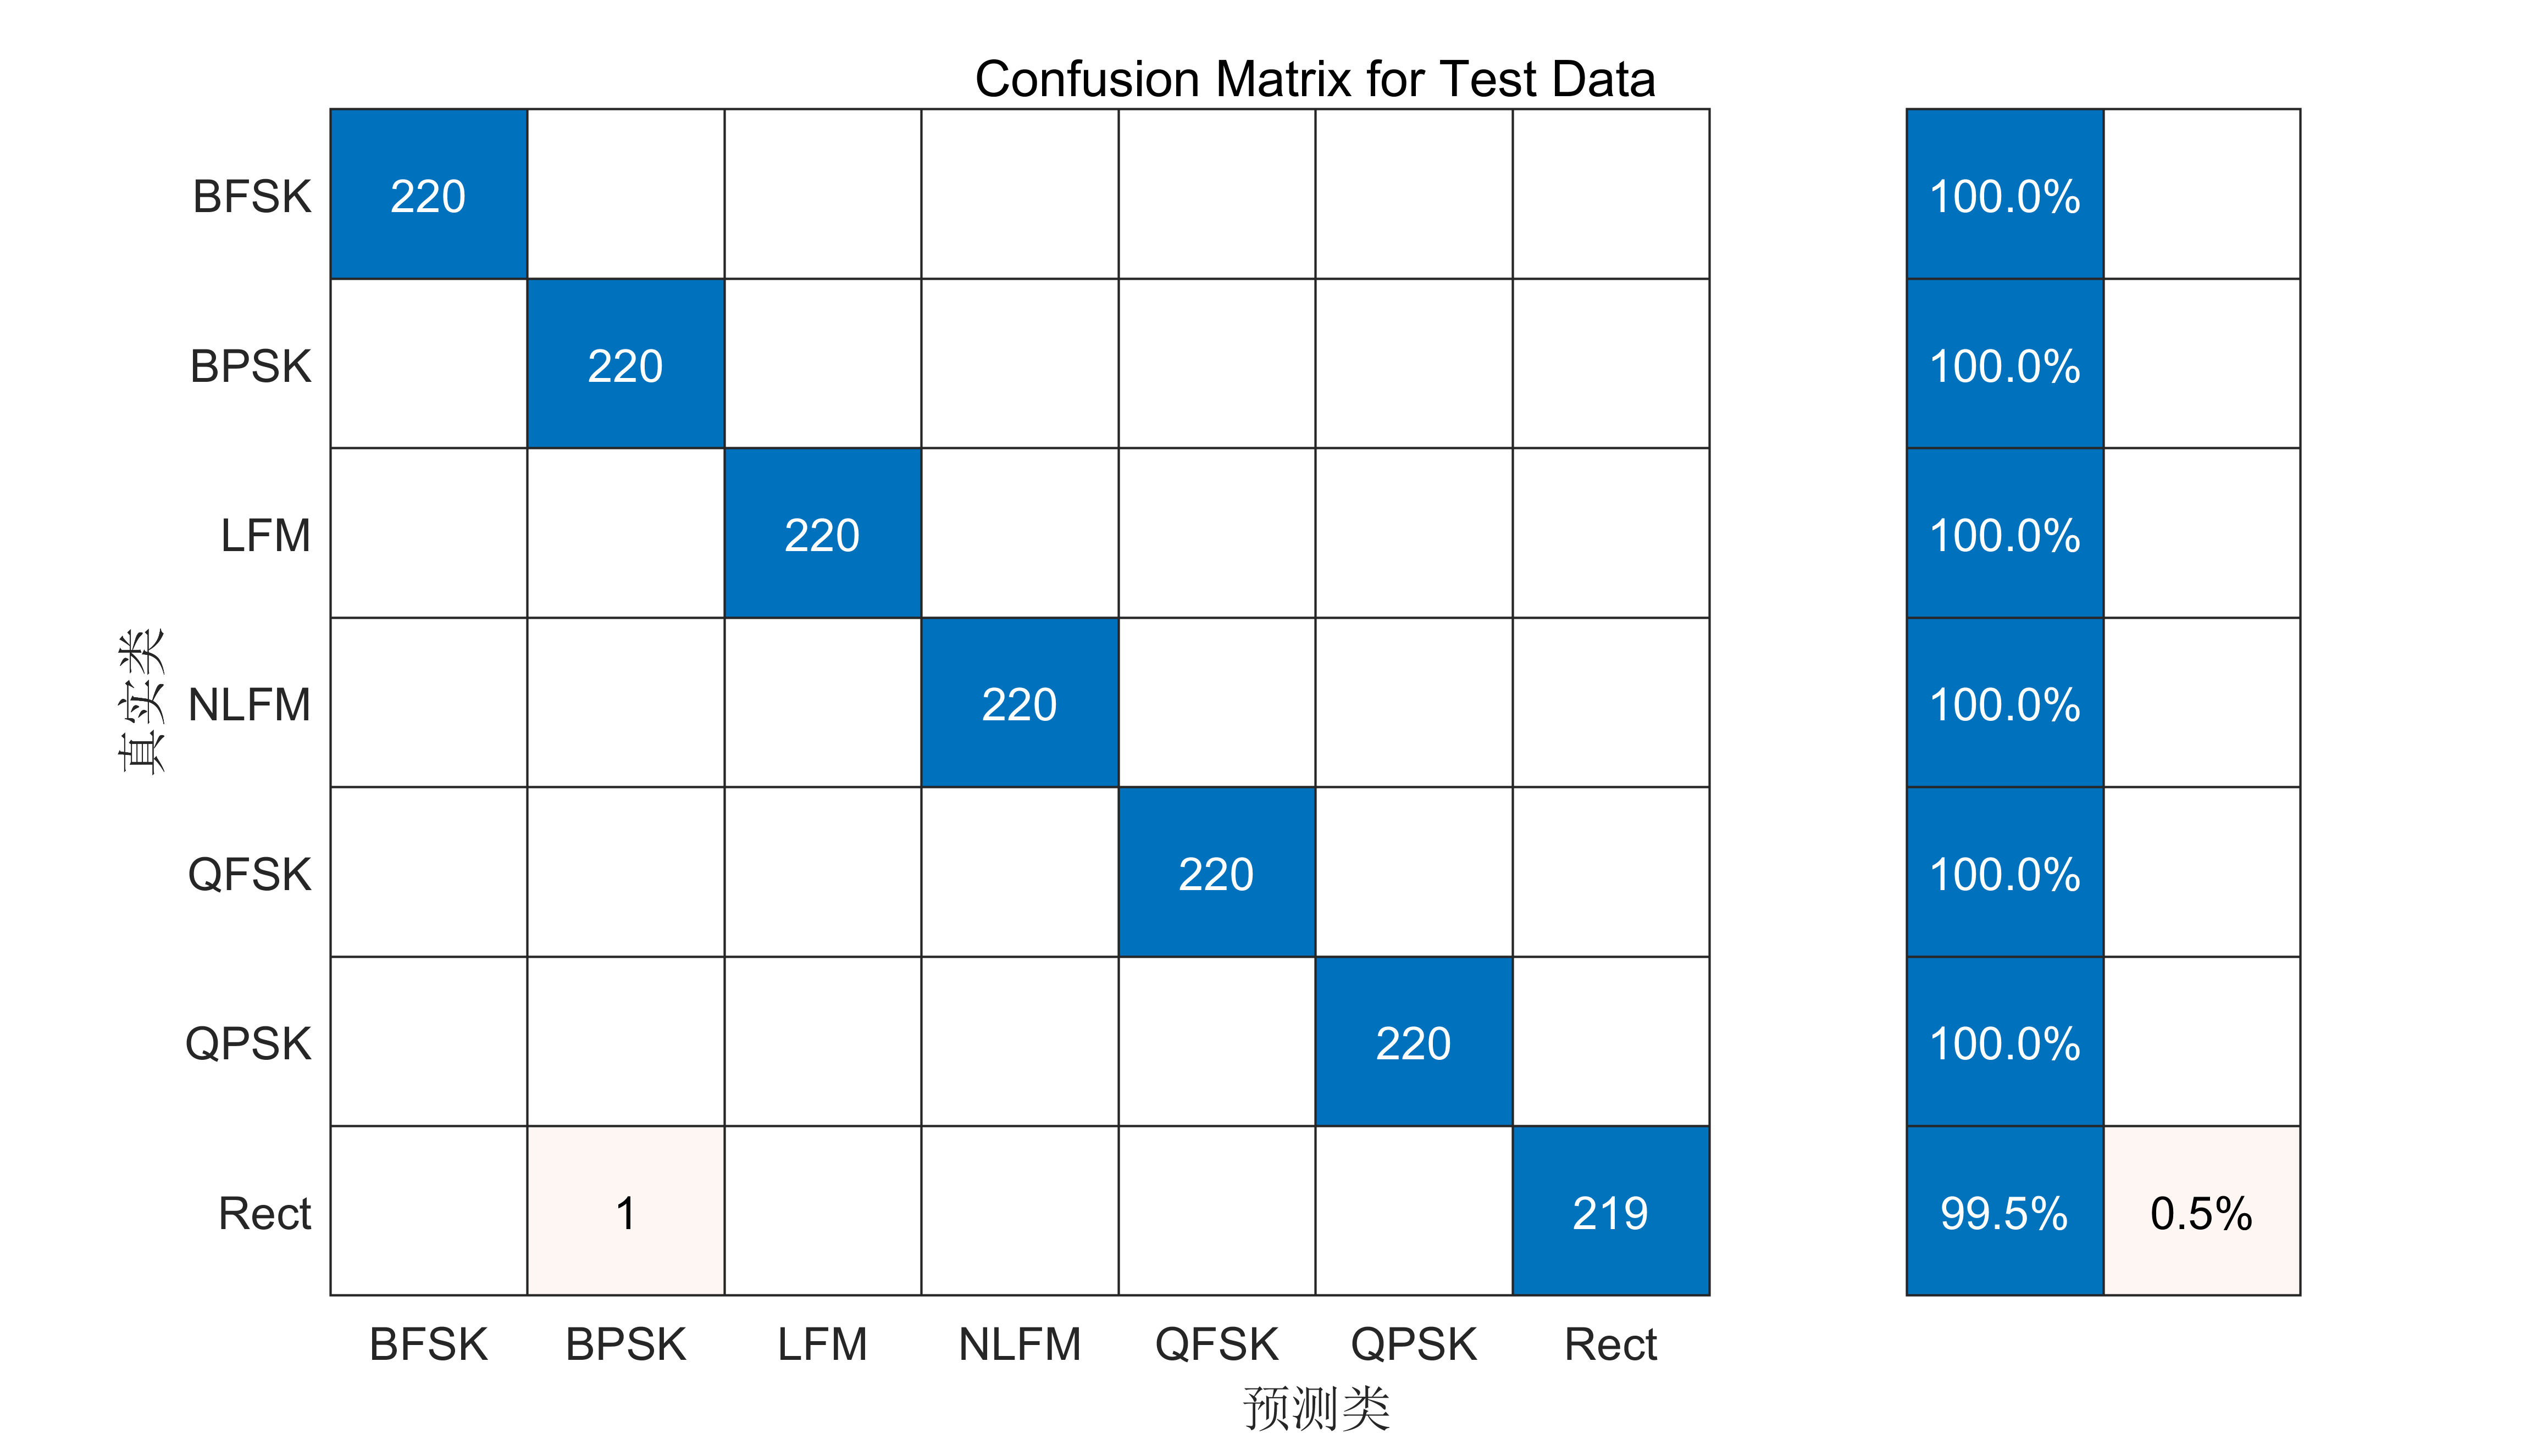 Confusion Matrix for Test Data
BFSK 220 100.0%
BPSK 220 100.0%
LFM 220 100.0%
NLFM 220 100.0%
QFSK 220 100.0%
QPSK 220 100.0%
Rect 1 219 99.5% 0.5%
真实类
BFSK BPSK LFM NLFM QFSK QPSK Rect
预测类